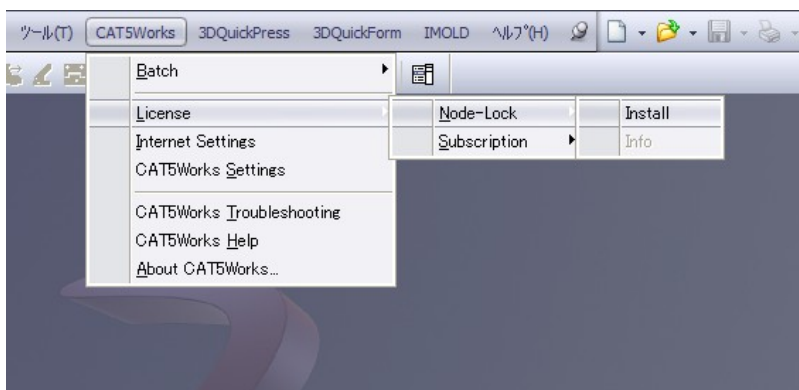 ツール(T) CAT5Works 3DQuickPress 3DQuickForm IMOLD ヘルプ(H)
Batch
License Node-Lock Install
Internet Settings Subscription Info
CAT5Works Settings
CAT5Works Troubleshooting
CAT5Works Help
About CAT5Works...